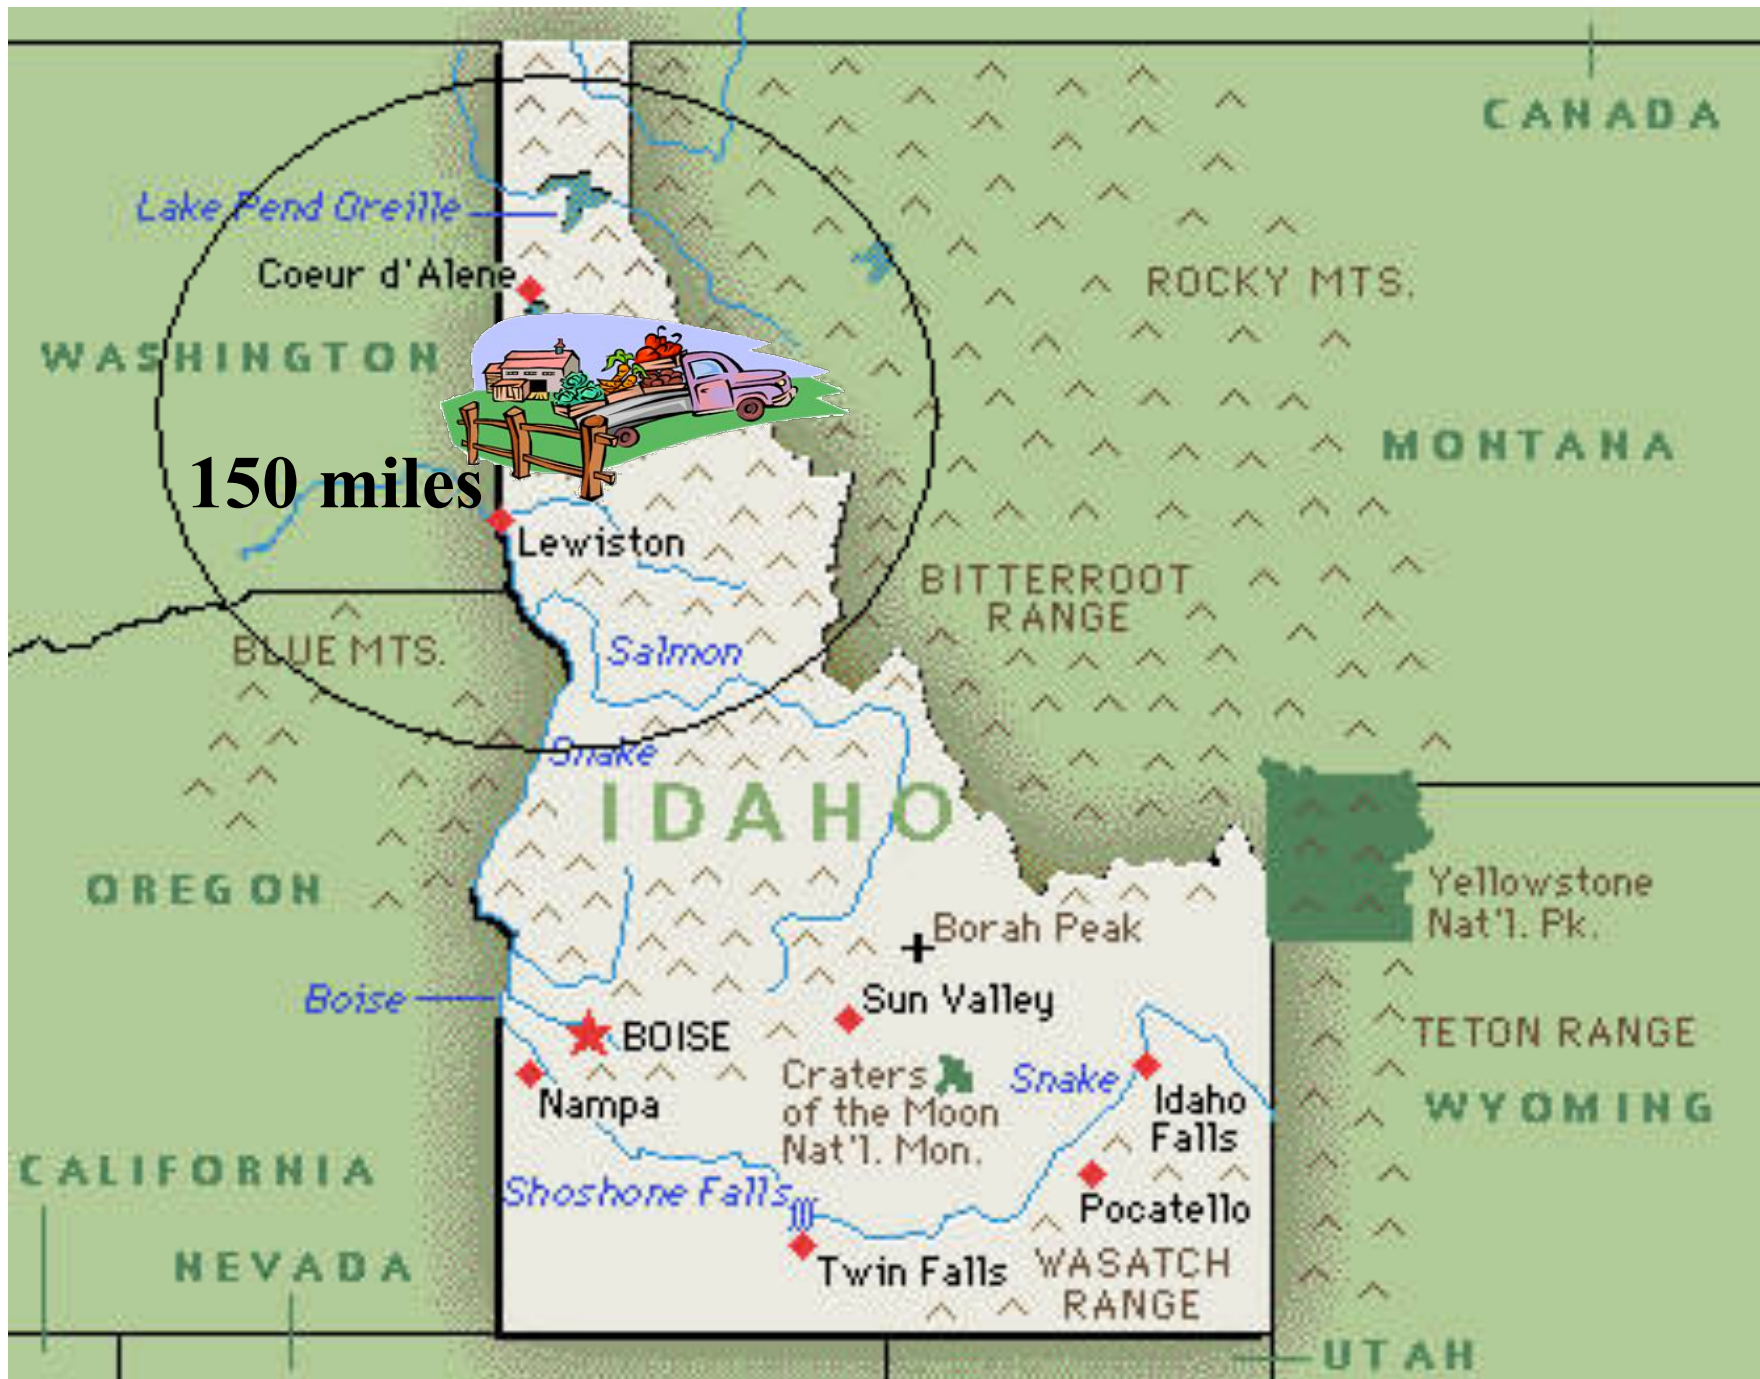 CANADA
Lake Pend Oreille
Coeur d'Alene
ROCKY MTS.
WASHINGTON
MONTANA
150 miles
Lewiston
BITTERROOT
RANGE
BLUE MTS.
Salmon
Snake
IDAHO
OREGON
Yellowstone
Nat'l. Pk.
Borah Peak
Boise
Sun Valley
BOISE
TETON RANGE
Nampa
Craters
of the Moon
Nat'l. Mon.
Snake
Idaho
Falls
WYOMING
CALIFORNIA
Shoshone Falls
Pocatello
NEVADA
Twin Falls
WASATCH
RANGE
UTAH